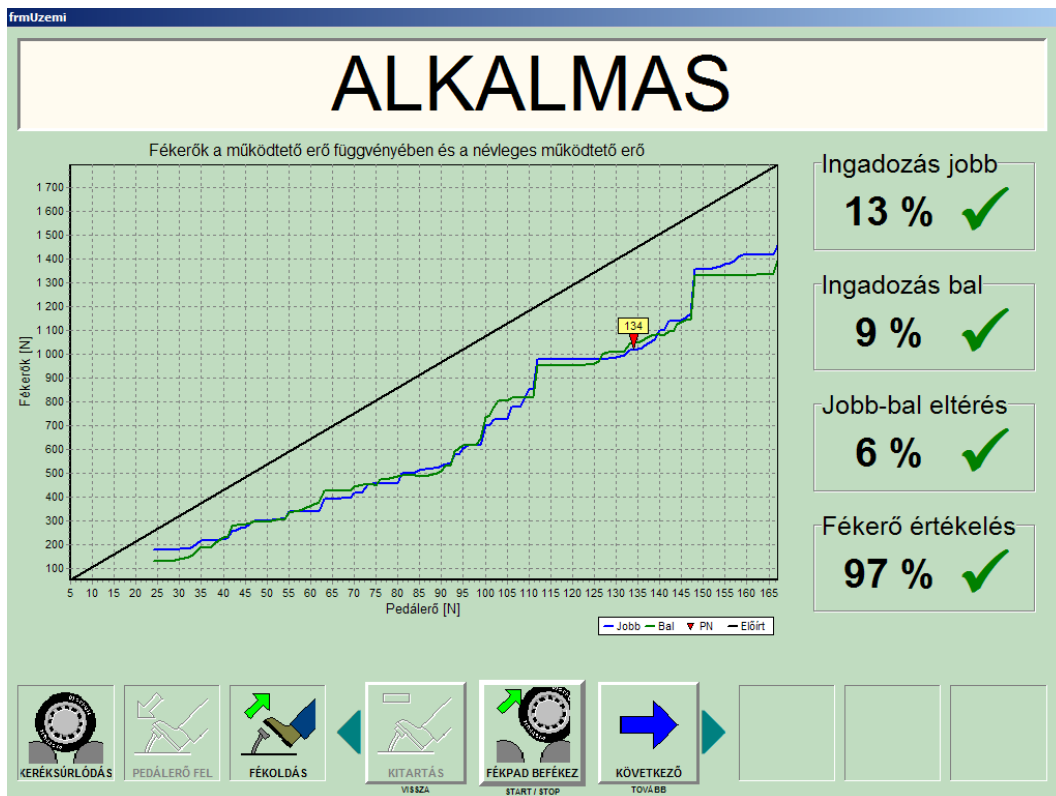 frmUzemi
ALKALMAS
Fékerők a működtető erő függvényében és a névleges működtető erő
Ingadozás jobb
13 %
Ingadozás bal
9 %
Jobb-bal eltérés
6 %
Fékerő értékelés
97 %
Fékerők [N]
1 700
1 600
1 500
1 400
1 300
1 200
1 100
1 000
900
800
700
600
500
400
300
200
100
134
5 10 15 20 25 30 35 40 45 50 55 60 65 70 75 80 85 90 95 100 105 110 115 120 125 130 135 140 145 150 155 160 165
Pedálerő [N]
Jobb Bal PN Előírt
KERÉKSÚRLÓDÁS
PEDÁLERŐ FEL
FÉKOLDÁS
KITARTÁS
VISSZA
FÉKPAD BEFÉKEZ
START / STOP
KÖVETKEZŐ
TOVÁBB